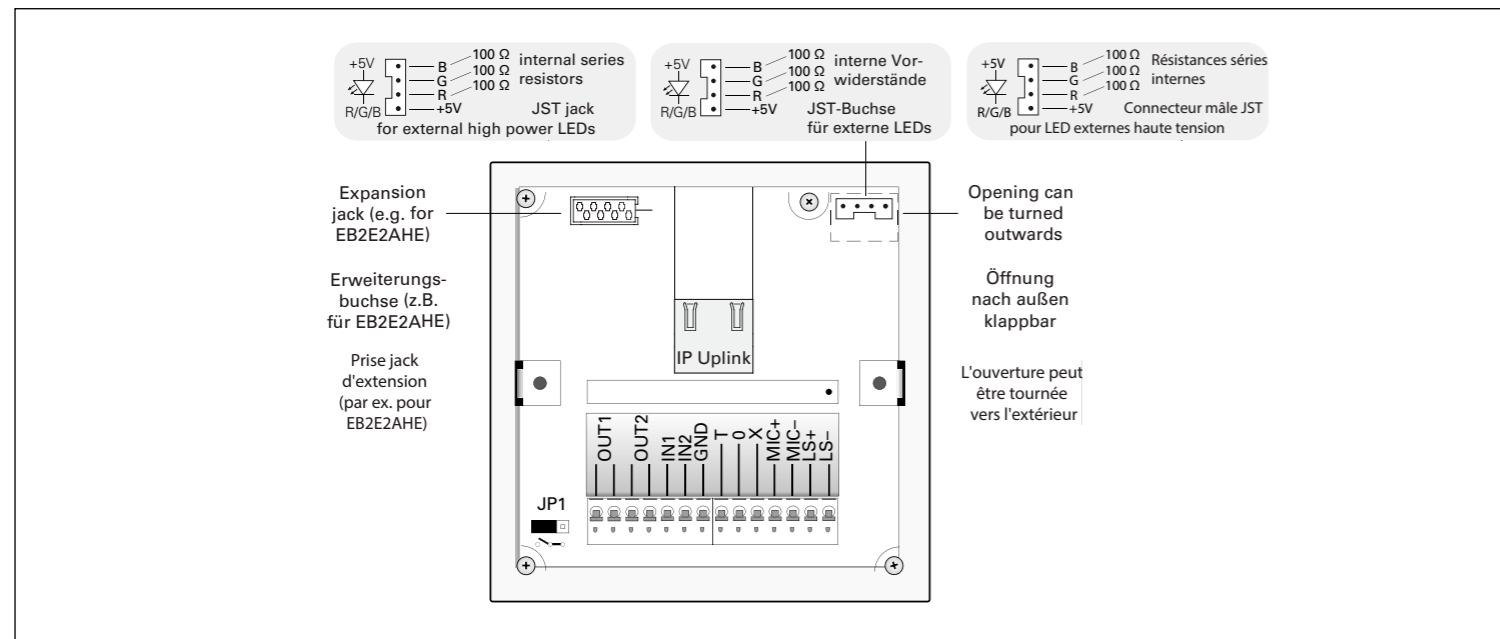 +5V
R/G/B
B 100 Ω
G 100 Ω
R 100 Ω
+5V
internal series
resistors
JST jack
for external high power LEDs
+5V
R/G/B
B 100 Ω
G 100 Ω
R 100 Ω
+5V
interne Vor-
widerstände
JST-Buchse
für externe LEDs
+5V
R/G/B
B 100 Ω
G 100 Ω
R 100 Ω
+5V
Résistances séries
internes
Connecteur mâle JST
pour LED externes haute tension
Expansion
jack (e.g. for
EB2E2AHE)
Erweiterungs-
buchse (z.B.
für EB2E2AHE)
Prise jack
d'extension
(par ex. pour
EB2E2AHE)
IP Uplink
OUT1
OUT2
IN1
IN2
GND
T
0
X
MIC+
MIC−
LS+
LS−
JP1
Opening can
be turned
outwards
Öffnung
nach außen
klappbar
L'ouverture peut
être tournée
vers l'extérieur